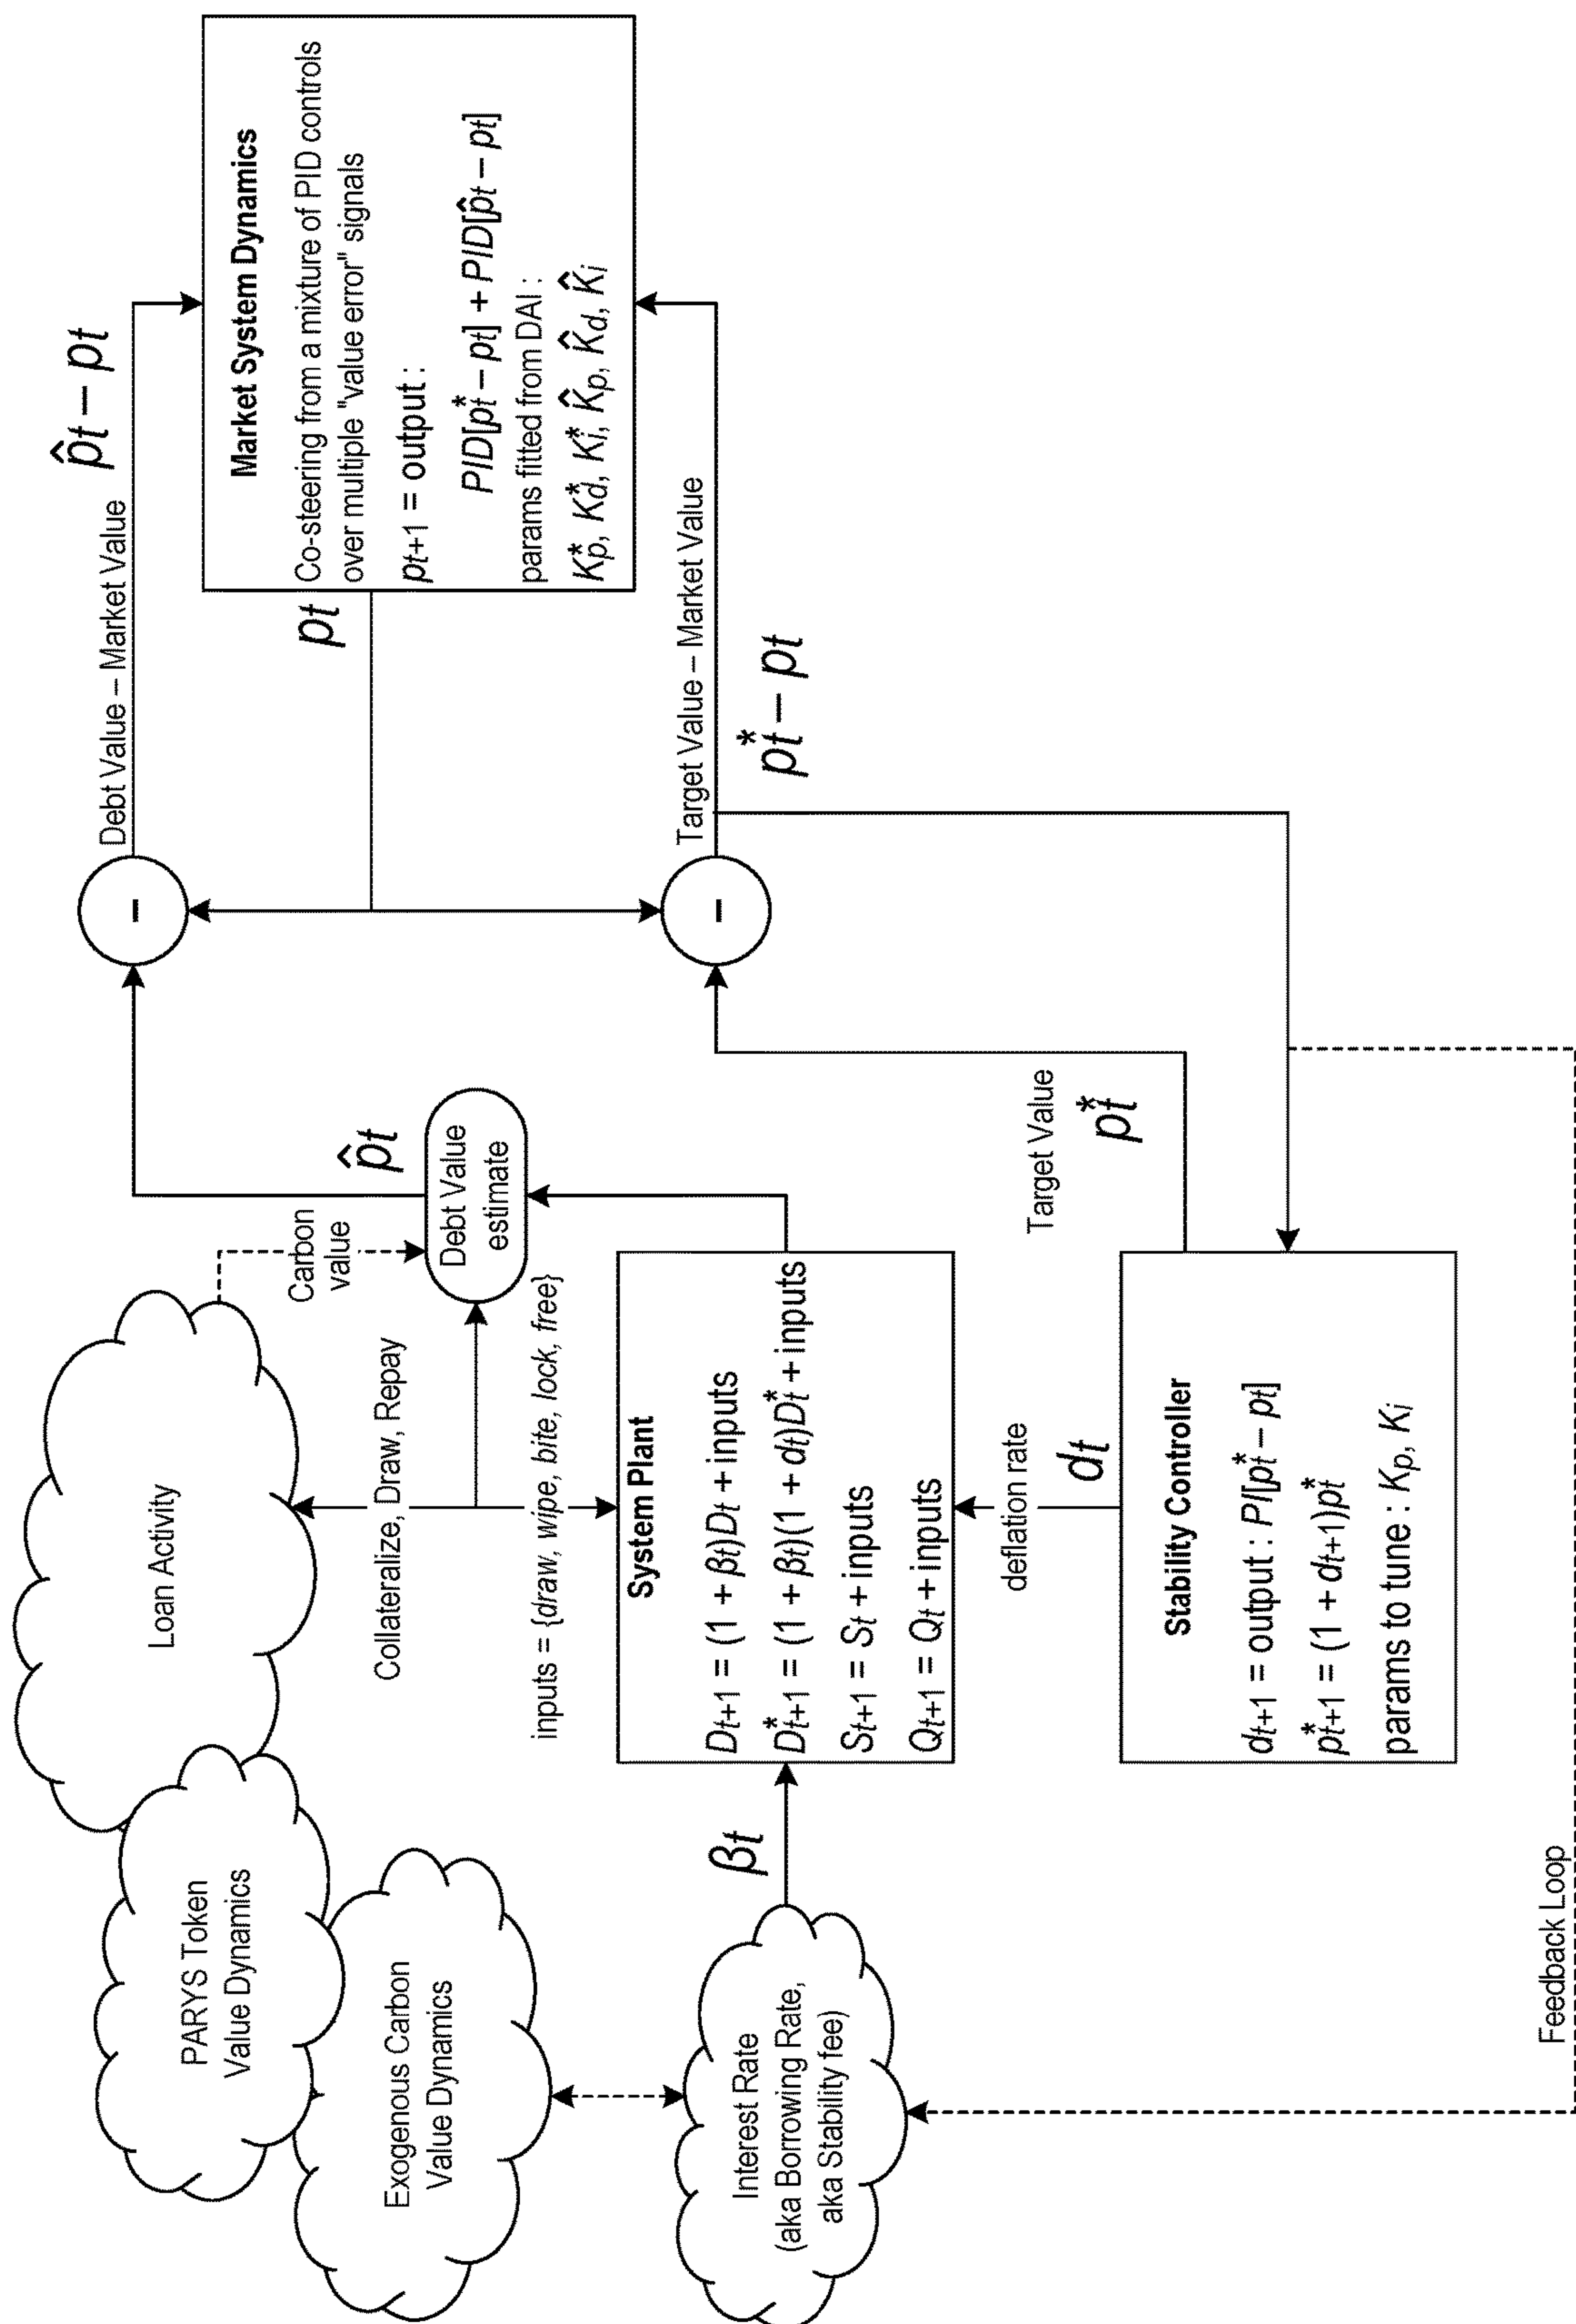 PARYS Token
Value Dynamics
Loan Activity
Exogenous Carbon
Value Dynamics
Interest Rate
(aka Borrowing Rate,
aka Stability fee)
βt
Collateralize, Draw, Repay
Carbon
value
inputs = {draw, wipe, bite, lock, free}
Debt Value
estimate
p̂t
System Plant
Dt+1 = (1 + βt)Dt + inputs
D*t+1 = (1 + βt)(1 + dt)D*t + inputs
St+1 = St + inputs
Qt+1 = Qt + inputs
deflation rate
dt
Stability Controller
dt+1 = output : PI[p*t – pt]
p*t+1 = (1 + dt+1)p*t
params to tune : Kp, Ki
Target Value
p*t
-
-
Debt Value – Market Value
p̂t – pt
pt
Target Value – Market Value
p*t – pt
Market System Dynamics
Co-steering from a mixture of PID controls
over multiple "value error" signals
pt+1 = output :
PID[p*t – pt] + PID[p̂t – pt]
params fitted from DAI :
K*p, K*d, K*i, K̂p, K̂d, K̂i
Feedback Loop